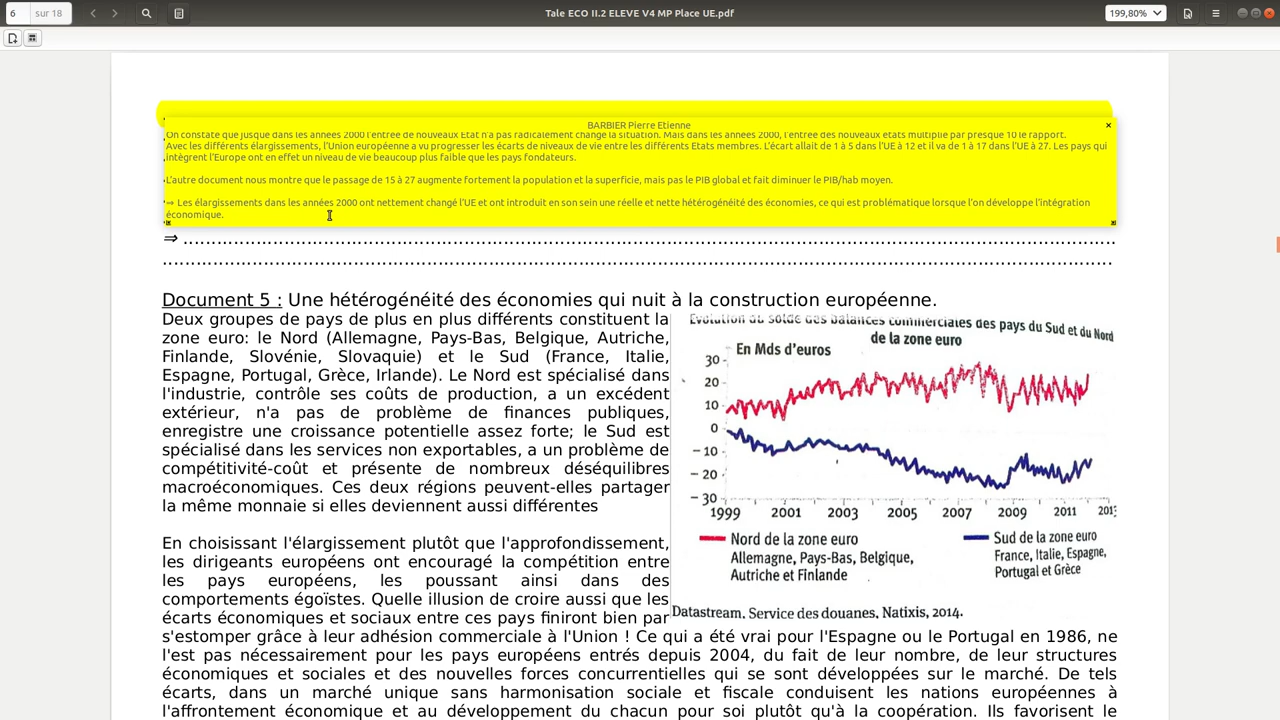 6
sur 18
Tale ECO II.2 ELEVE V4 MP Place UE.pdf
199,80%
BARBIER Pierre Etienne
On constate que jusque dans les années 2000 l'entrée de nouveaux Etat n'a pas radicalement changé la situation. Mais dans les années 2000, l'entrée des nouveaux états multiplie par presque 10 le rapport.
Avec les différents élargissements, l'Union européenne a vu progresser les écarts de niveaux de vie entre les différents Etats membres. L'écart allait de 1 à 5 dans l'UE à 12 et il va de 1 à 17 dans l'UE à 27. Les pays qui
intègrent l'Europe ont en effet un niveau de vie beaucoup plus faible que les pays fondateurs.
L'autre document nous montre que le passage de 15 à 27 augmente fortement la population et la superficie, mais pas le PIB global et fait diminuer le PIB/hab moyen.
⇒ Les élargissements dans les années 2000 ont nettement changé l'UE et ont introduit en son sein une réelle et nette hétérogénéité des économies, ce qui est problématique lorsque l'on développe l'intégration
économique.
⇒ ........................................................................................................................
........................................................................................................................
Document 5 : Une hétérogénéité des économies qui nuit à la construction européenne.
Deux groupes de pays de plus en plus différents constituent la
zone euro: le Nord (Allemagne, Pays-Bas, Belgique, Autriche,
Finlande, Slovénie, Slovaquie) et le Sud (France, Italie,
Espagne, Portugal, Grèce, Irlande). Le Nord est spécialisé dans
l'industrie, contrôle ses coûts de production, a un excédent
extérieur, n'a pas de problème de finances publiques,
enregistre une croissance potentielle assez forte; le Sud est
spécialisé dans les services non exportables, a un problème de
compétitivité-coût et présente de nombreux déséquilibres
macroéconomiques. Ces deux régions peuvent-elles partager
la même monnaie si elles deviennent aussi différentes
Evolution du solde des balances commerciales des pays du Sud et du Nord
de la zone euro
En Mds d'euros
30
20
10
0
– 10
– 20
– 30
1999 2001 2003 2005 2007 2009 2011 2013
Nord de la zone euro
Allemagne, Pays-Bas, Belgique,
Autriche et Finlande
Sud de la zone euro
France, Italie, Espagne,
Portugal et Grèce
Datastream, Service des douanes, Natixis, 2014.
En choisissant l'élargissement plutôt que l'approfondissement,
les dirigeants européens ont encouragé la compétition entre
les pays européens, les poussant ainsi dans des
comportements égoïstes. Quelle illusion de croire aussi que les
écarts économiques et sociaux entre ces pays finiront bien par
s'estomper grâce à leur adhésion commerciale à l'Union ! Ce qui a été vrai pour l'Espagne ou le Portugal en 1986, ne
l'est pas nécessairement pour les pays européens entrés depuis 2004, du fait de leur nombre, de leur structures
économiques et sociales et des nouvelles forces concurrentielles qui se sont développées sur le marché. De tels
écarts, dans un marché unique sans harmonisation sociale et fiscale conduisent les nations européennes à
l'affrontement économique et au développement du chacun pour soi plutôt qu'à la coopération. Ils favorisent le